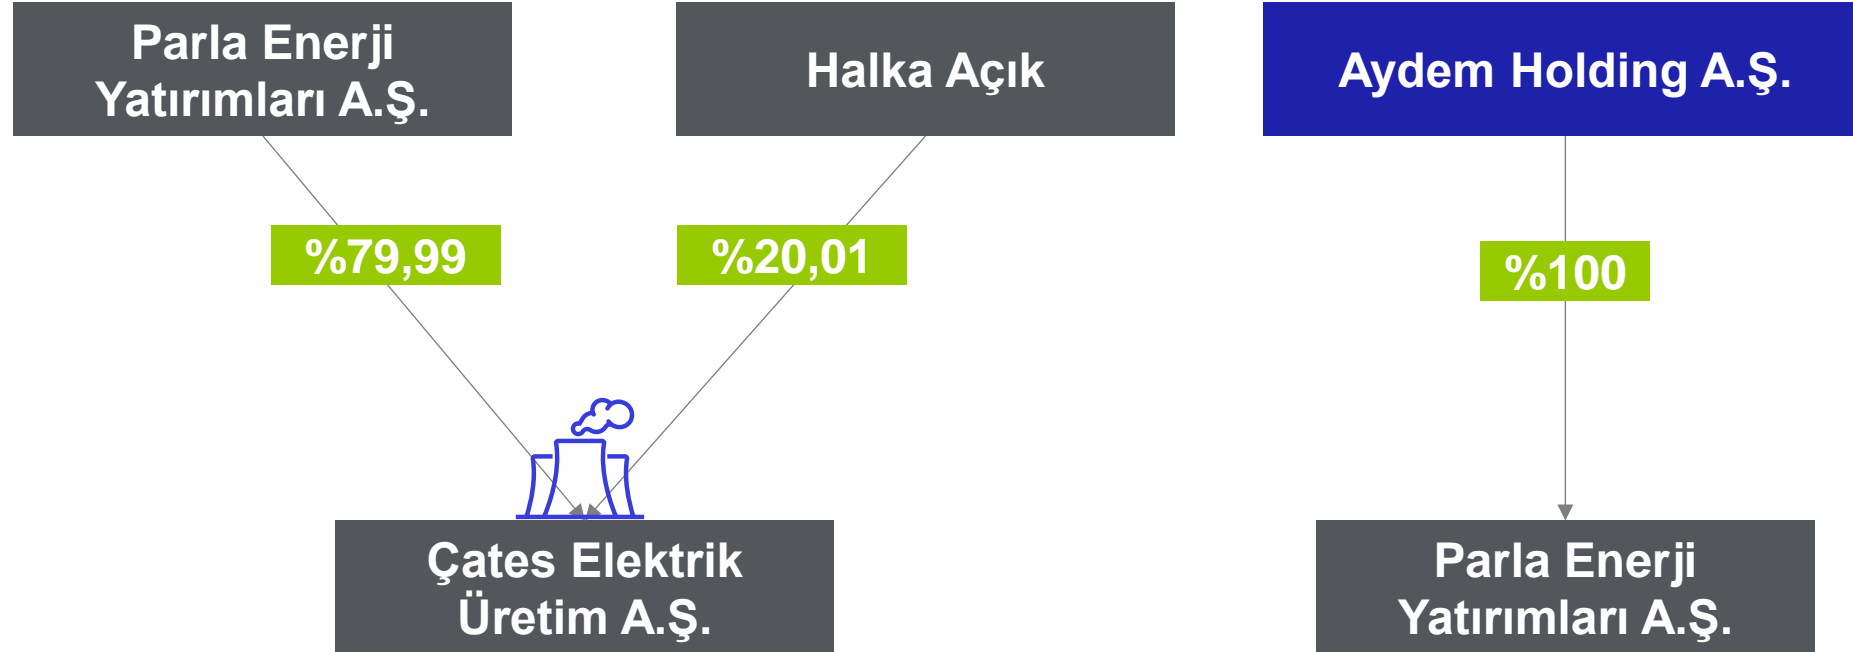 Parla Enerji
Yatırımları A.Ş.
Halka Açık
Aydem Holding A.Ş.
%79,99
%20,01
%100
Çates Elektrik
Üretim A.Ş.
Parla Enerji
Yatırımları A.Ş.